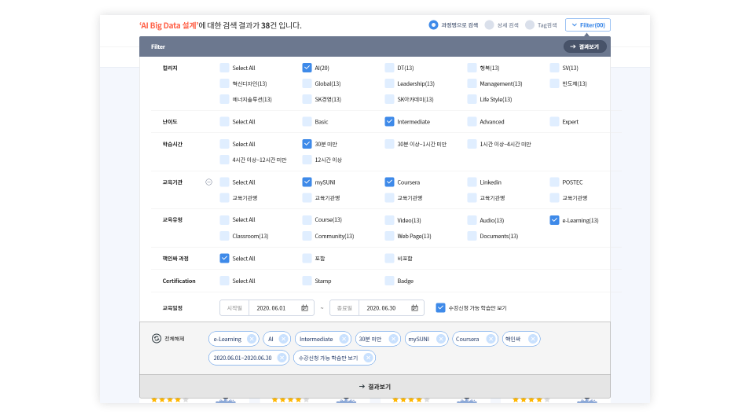 'AI Big Data 설계'에 대한 검색 결과가 38건 입니다.
과정명으로 검색 상세 검색 Tag검색 Filter(00)
Filter → 결과보기
컬리지 Select All AI(28) DT(13) 행복(13) SV(13)
혁신디자인(13) Global(13) Leadership(13) Management(13) 반도체(13)
에너지솔루션(13) SK경영(13) SK아카데미(13) Life Style(13)
난이도 Select All Basic Intermediate Advanced Expert
학습시간 Select All 30분 미만 30분 이상~1시간 미만 1시간 이상~4시간 미만
4시간 이상~12시간 미만 12시간 이상
교육기관 Select All mySUNI Coursera Linkedin POSTEC
교육기관명 교육기관명 교육기관명 교육기관명 교육기관명
교육유형 Select All Course(13) Video(13) Audio(13) e-Learning(13)
Classroom(13) Community(13) Web Page(13) Documents(13)
핵인싸 과정 Select All 포함 미포함
Certification Select All Stamp Badge
교육일정 시작일 2020. 06.01 - 종료일 2020. 06.30 수강신청 가능 학습만 보기
전체해제 e-Learning AI Intermediate 30분 미만 mySUNI Coursera 핵인싸
2020.06.01~2020.06.30 수강신청 가능 학습만 보기
→ 결과보기